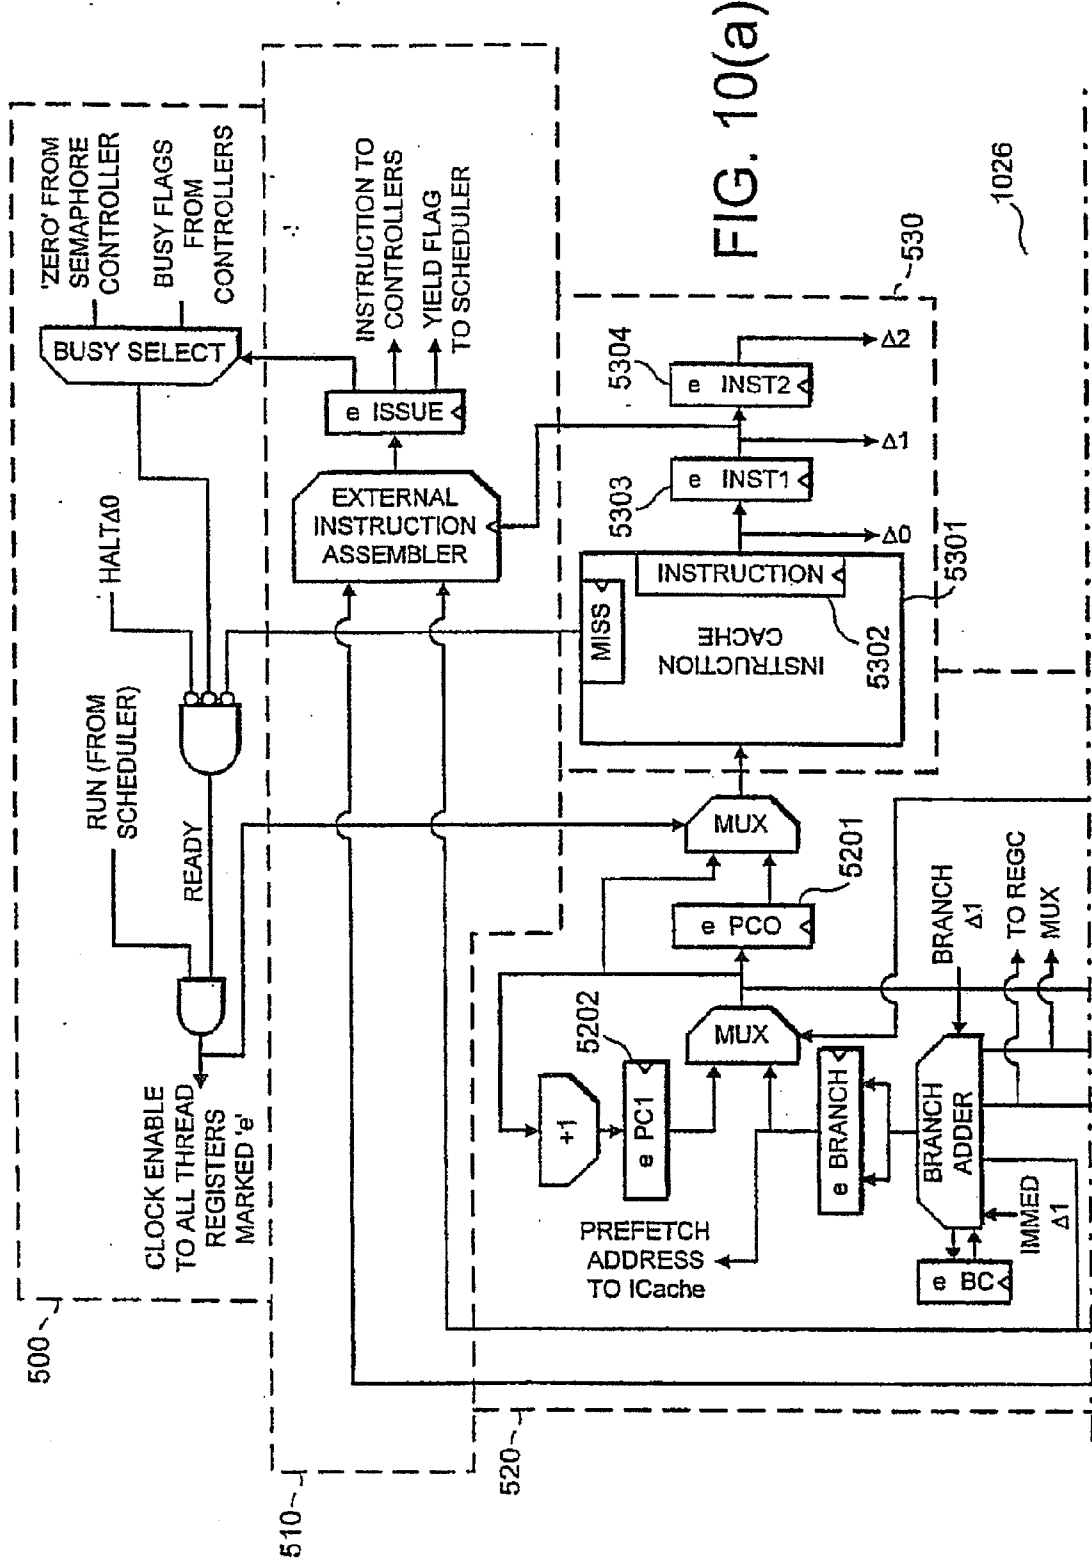 500
'ZERO' FROM
SEMAPHORE
CONTROLLER
BUSY FLAGS
FROM
CONTROLLERS
BUSY SELECT
HALTΔ0
RUN (FROM
SCHEDULER)
READY
CLOCK ENABLE
TO ALL THREAD
REGISTERS
MARKED 'e'
510
INSTRUCTION TO
CONTROLLERS
YIELD FLAG
TO SCHEDULER
e ISSUE
EXTERNAL
INSTRUCTION
ASSEMBLER
520
+1
5202
e PC1
MUX
PREFETCH
ADDRESS
TO ICache
e BRANCH
BRANCH
ADDER
e BC
IMMED
Δ1
BRANCH
Δ1
TO REGC
MUX
e PCO
5201
MUX
530
MISS
INSTRUCTION
CACHE
INSTRUCTION
5302
5301
5303
e INST1
5304
e INST2
Δ0
Δ1
Δ2
1026
FIG. 10(a)